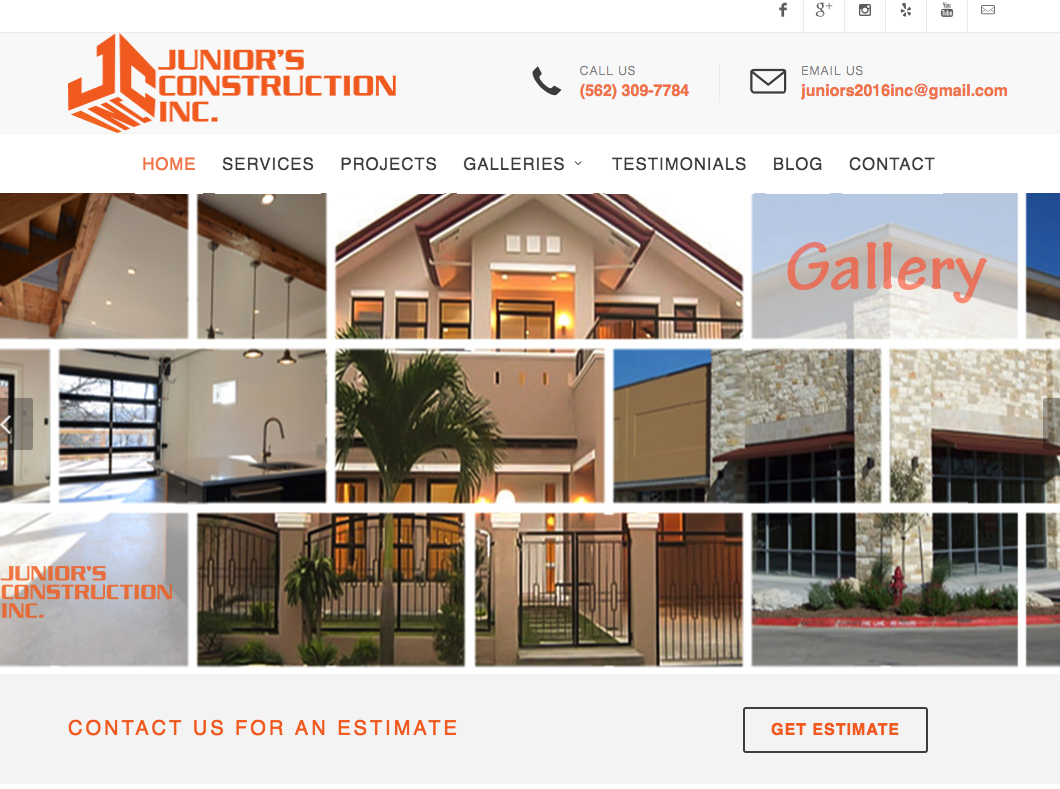 JUNIOR'S
CONSTRUCTION
INC.
CALL US
(562) 309-7784
EMAIL US
juniors2016inc@gmail.com
HOME SERVICES PROJECTS GALLERIES TESTIMONIALS BLOG CONTACT
Gallery
JUNIOR'S
CONSTRUCTION
INC.
CONTACT US FOR AN ESTIMATE
GET ESTIMATE